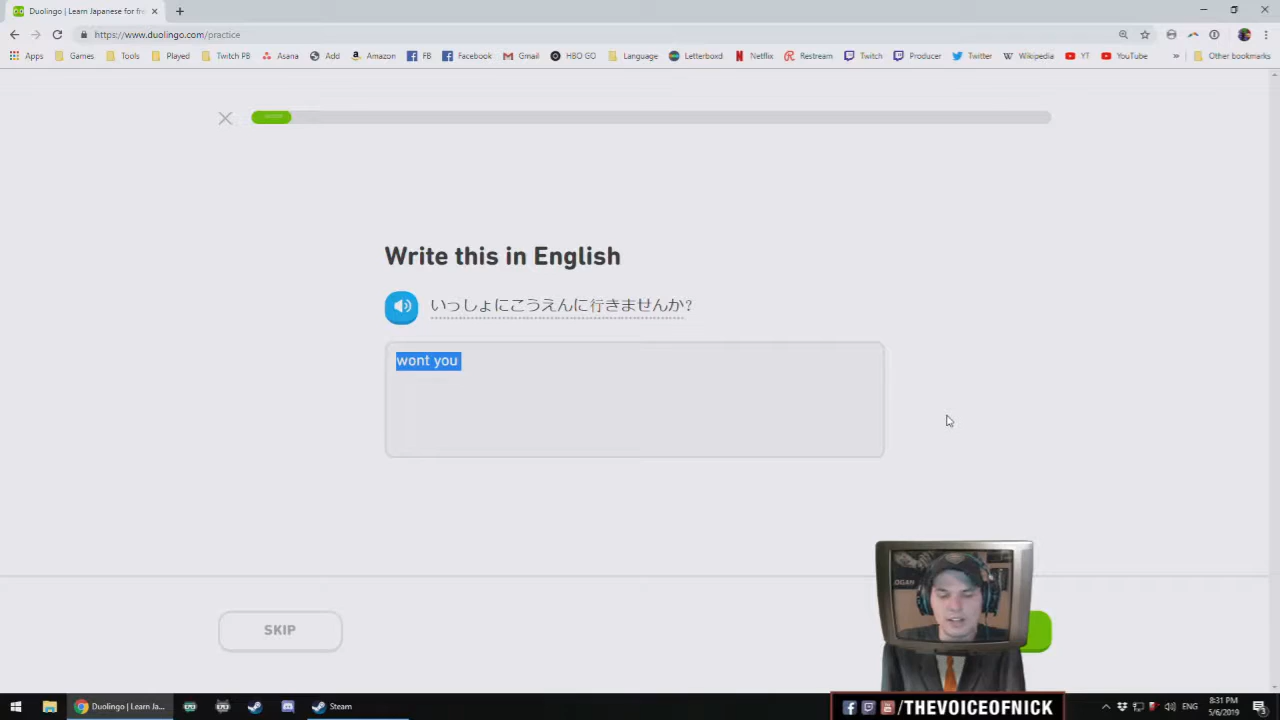 Duolingo | Learn Japanese for fre
https://www.duolingo.com/practice
Apps Games Tools Played Twitch PB Asana Add Amazon FB Facebook Gmail HBO GO Language Letterboxd Netflix Restream Twitch Producer Twitter Wikipedia YT YouTube » Other bookmarks
Write this in English
いっしょにこうえんに行きませんか?
wont you
OGAN
SKIP
Duolingo | Learn Ja... Steam
/THEVOICEOFNICK
ENG
8:31 PM
5/6/2019